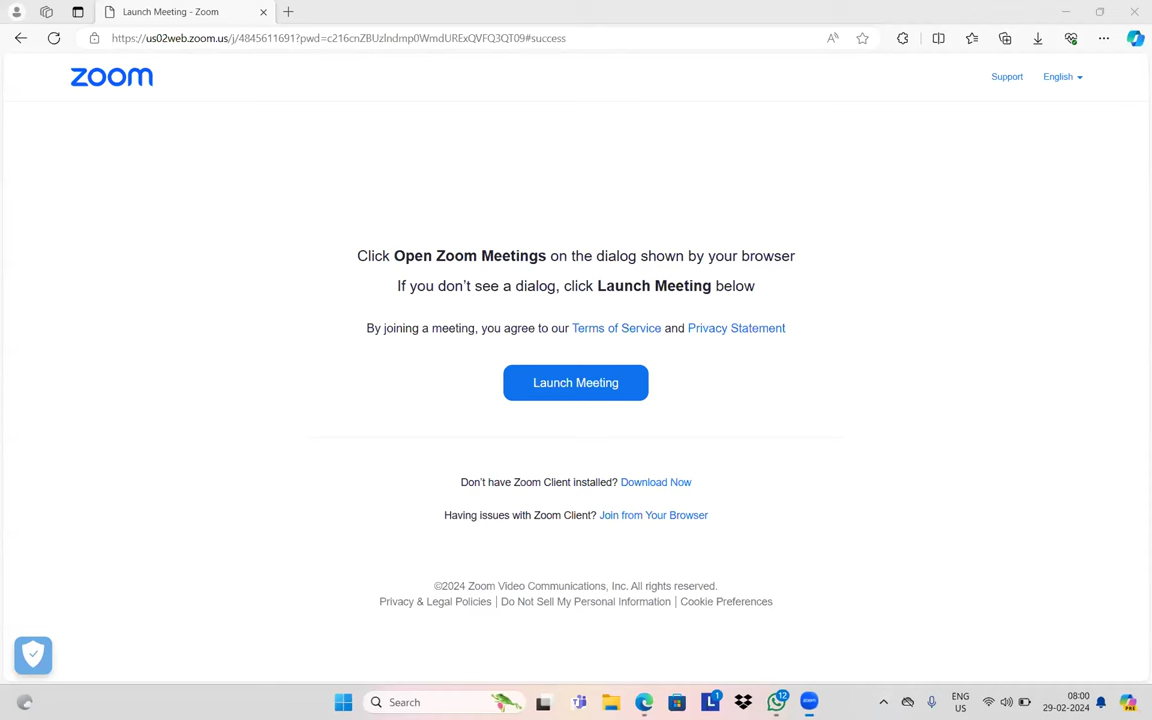 Launch Meeting - Zoom
https://us02web.zoom.us/j/4845611691?pwd=c216cnZBUzlndmp0WmdURExQVFQ3QT09#success
zoom
Support
English
Click Open Zoom Meetings on the dialog shown by your browser
If you don’t see a dialog, click Launch Meeting below
By joining a meeting, you agree to our Terms of Service and Privacy Statement
Launch Meeting
Don’t have Zoom Client installed? Download Now
Having issues with Zoom Client? Join from Your Browser
©2024 Zoom Video Communications, Inc. All rights reserved.
Privacy & Legal Policies | Do Not Sell My Personal Information | Cookie Preferences
Search
1
12
zoom
ENG
US
08:00
29-02-2024
PRE